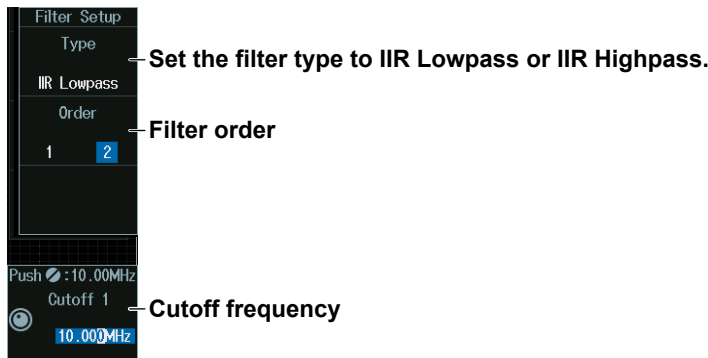 Filter Setup
Type
Set the filter type to IIR Lowpass or IIR Highpass.
IIR Lowpass
Order
Filter order
1 2
Push :10.00MHz
Cutoff 1
Cutoff frequency
10.000MHz